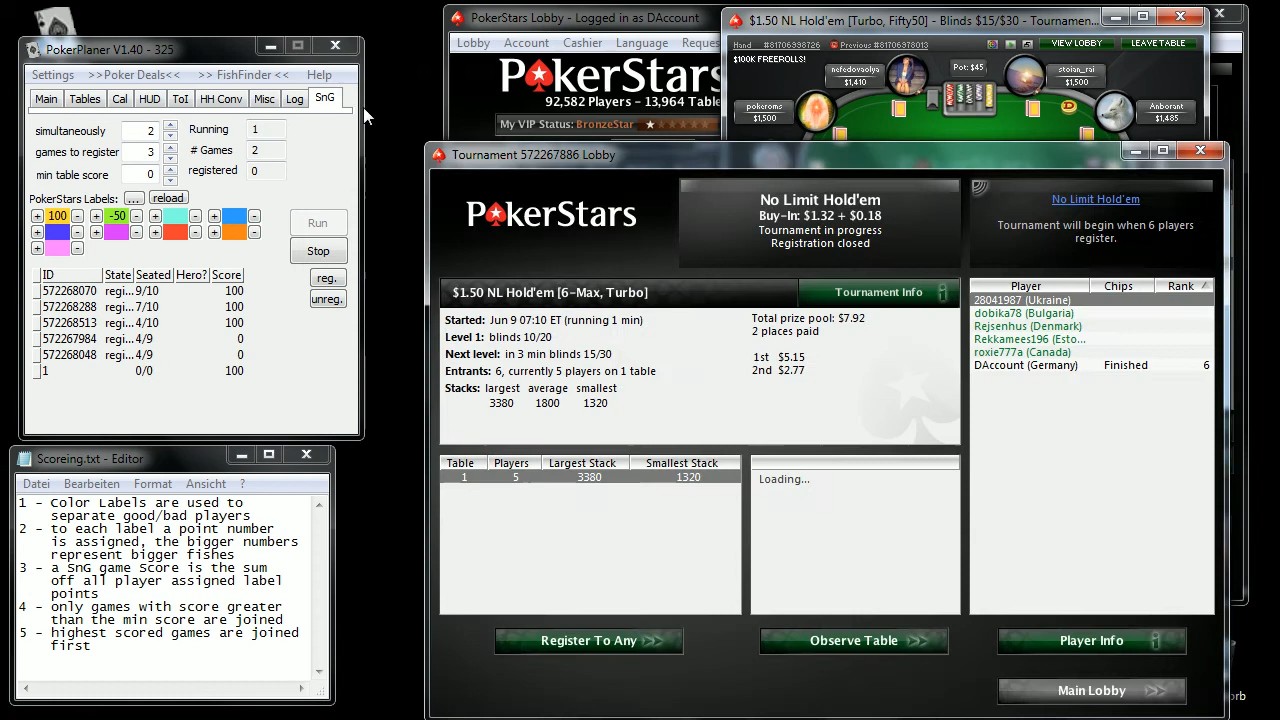 PokerPlaner V1.40 - 325
Settings >>Poker Deals<< >> FishFinder<< Help
Main Tables Cal HUD ToI HH Conv Misc Log SnG
simultaneously 2 Running 1
games to register 3 # Games 2
min table score 0 registered 0
PokerStars Labels: ... reload
+ 100 - + -50 - + - + -
+ - + - + - + -
+ -
Run
Stop
reg.
unreg.
ID State Seated Hero? Score
572268070 regi... 9/10 100
572268288 regi... 7/10 100
572268513 regi... 4/10 100
572267984 regi... 4/9 0
572268048 regi... 4/9 0
1 0/0 100
Scoreing.txt - Editor
Datei Bearbeiten Format Ansicht ?
1 - Color Labels are used to
separate good/bad players
2 - to each label a point number
is assigned, the bigger numbers
represent bigger fishes
3 - a SnG game Score is the sum
off all player assigned label
points
4 - only games with score greater
than the min score are joined
5 - highest scored games are joined
first
PokerStars Lobby - Logged in as DAccount
Lobby Account Cashier Language Reques
PokerStars
92,582 Players - 13,964 Table
My VIP Status: BronzeStar
$1.50 NL Hold'em [Turbo, Fifty50] - Blinds $15/$30 - Tournamen...
Hand #81706998726 Previous #81706978013
VIEW LOBBY LEAVE TABLE
$100K FREEROLLS!
nefedovaolya
$1,410
Pot: $45
stoian_rai
$1,500
pokeroms
$1,500
D
Anborant
$1,485
Tournament 572267886 Lobby
PokerStars
No Limit Hold'em
Buy-In: $1.32 + $0.18
Tournament in progress
Registration closed
No Limit Hold'em
Tournament will begin when 6 players
register.
$1.50 NL Hold'em [6-Max, Turbo]
Tournament Info
Started: Jun 9 07:10 ET (running 1 min)
Level 1: blinds 10/20
Next level: in 3 min blinds 15/30
Entrants: 6, currently 5 players on 1 table
Stacks: largest average smallest
3380 1800 1320
Total prize pool: $7.92
2 places paid
1st $5.15
2nd $2.77
Player Chips Rank
28041987 (Ukraine)
dobika78 (Bulgaria)
Rejsenhus (Denmark)
Rekkamees196 (Esto...
roxie777a (Canada)
DAccount (Germany) Finished 6
Table Players Largest Stack Smallest Stack
1 5 3380 1320
Loading...
Register To Any >>>
Observe Table >>>
Player Info
Main Lobby >>>
orb